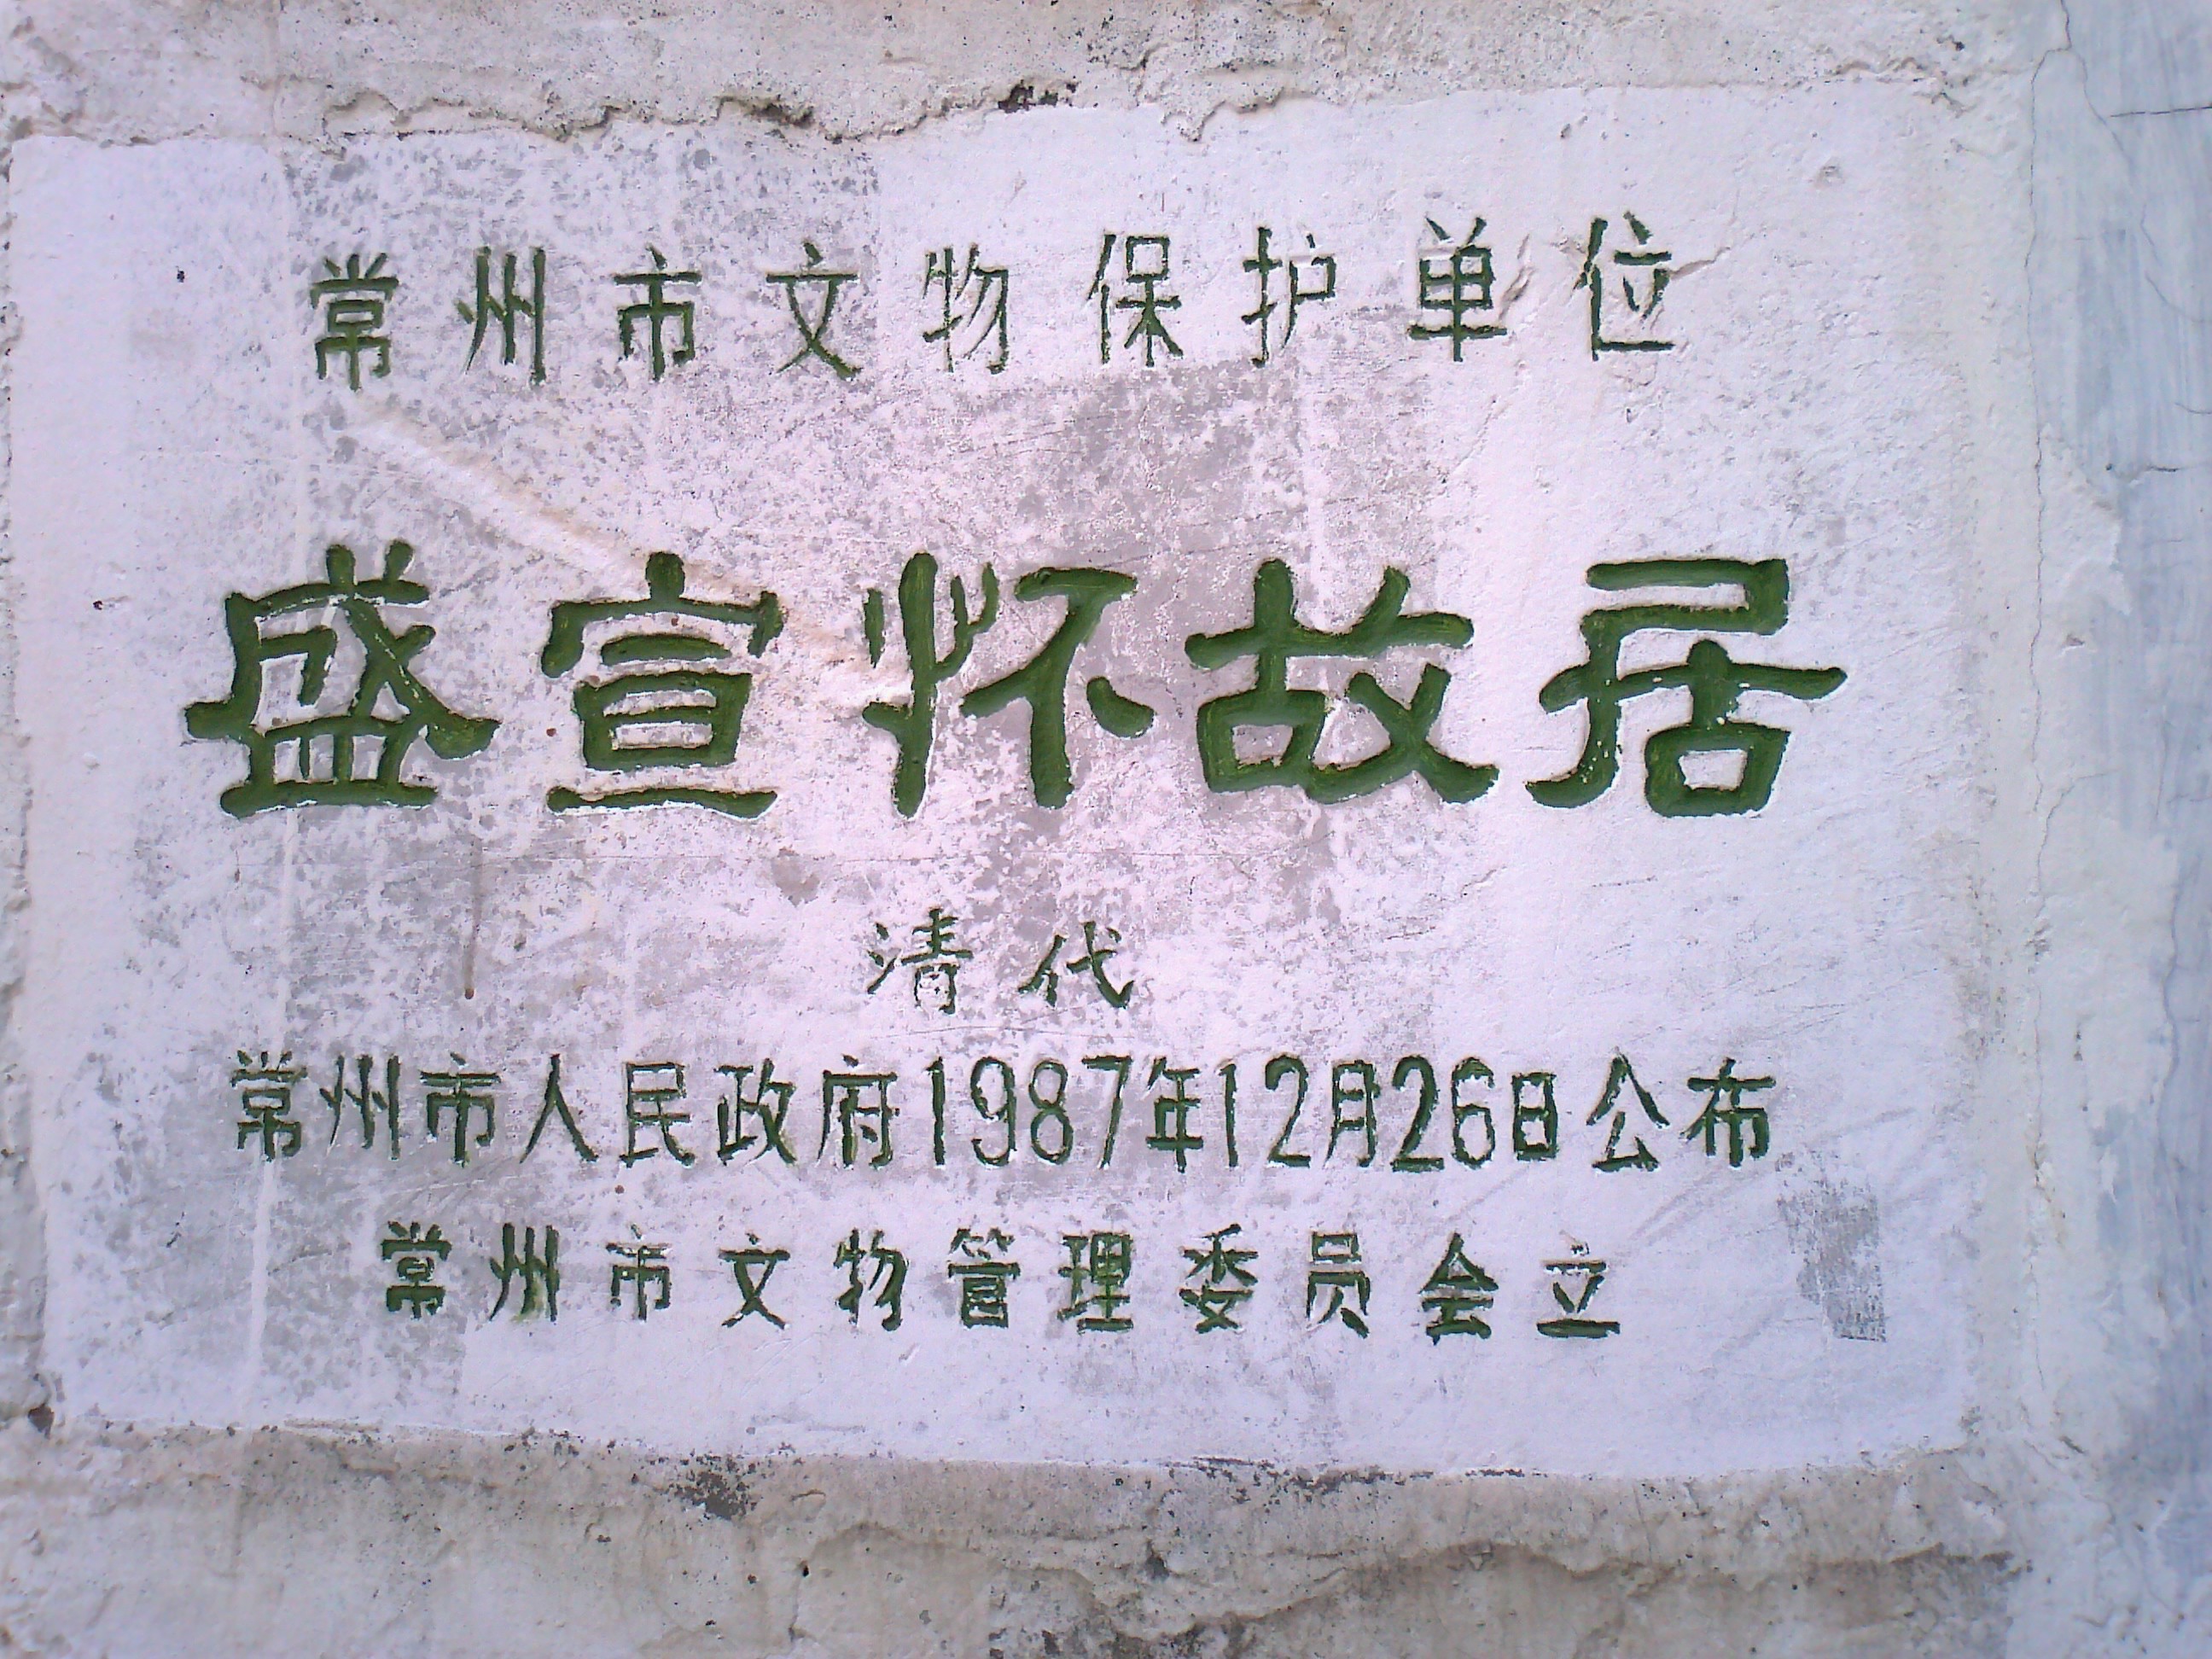 常州市文物保护单位
盛宣怀故居
清代
常州市人民政府1987年12月26日公布
常州市文物管理委员会立